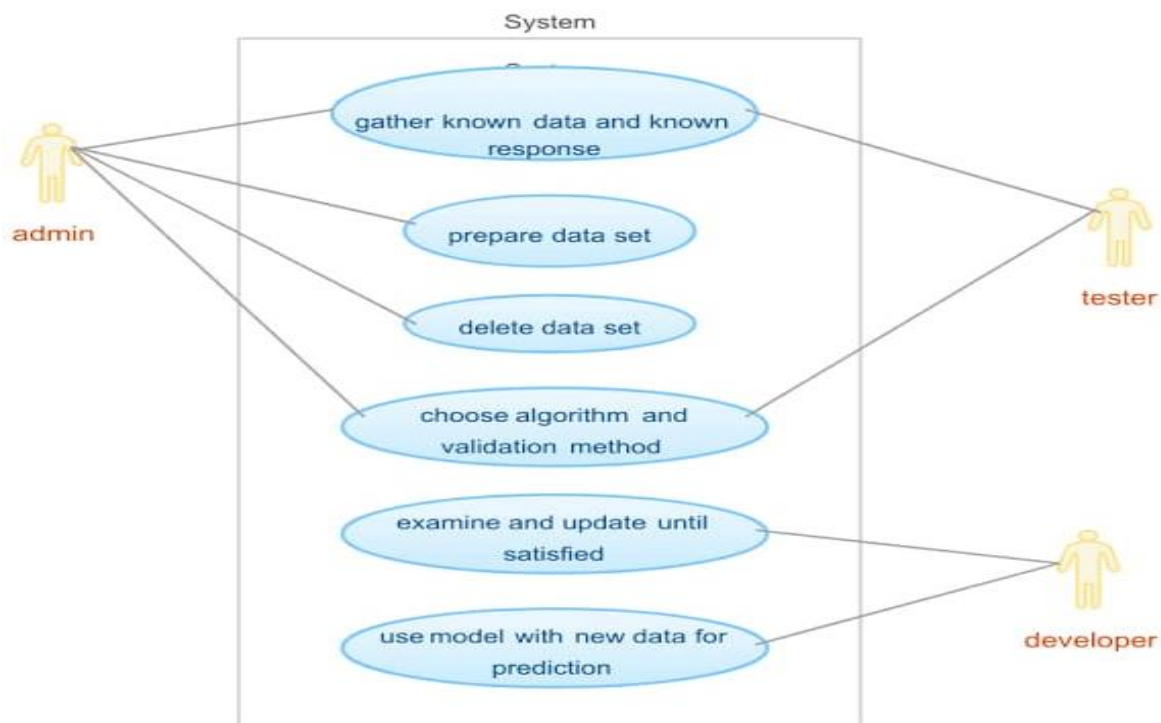 System
gather known data and known
response
admin
prepare data set
tester
delete data set
choose algorithm and
validation method
examine and update until
satisfied
developer
use model with new data for
prediction